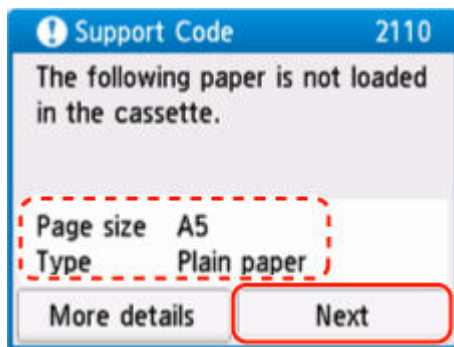 Support Code 2110
The following paper is not loaded
in the cassette.
Page size A5
Type Plain paper
More details Next